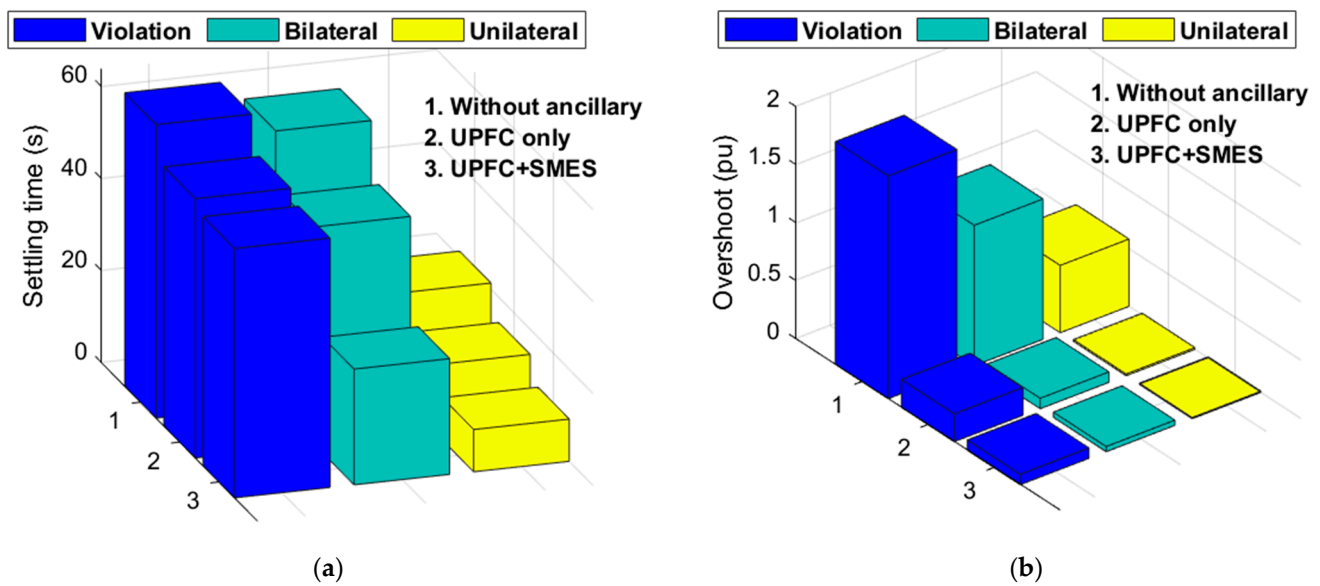 Violation Bilateral Unilateral
1. Without ancillary
2. UPFC only
3. UPFC+SMES
Settling time (s)
60
40
20
0
1
2
3
(a)
Violation Bilateral Unilateral
1. Without ancillary
2. UPFC only
3. UPFC+SMES
Overshoot (pu)
2
1.5
1
0.5
0
1
2
3
(b)